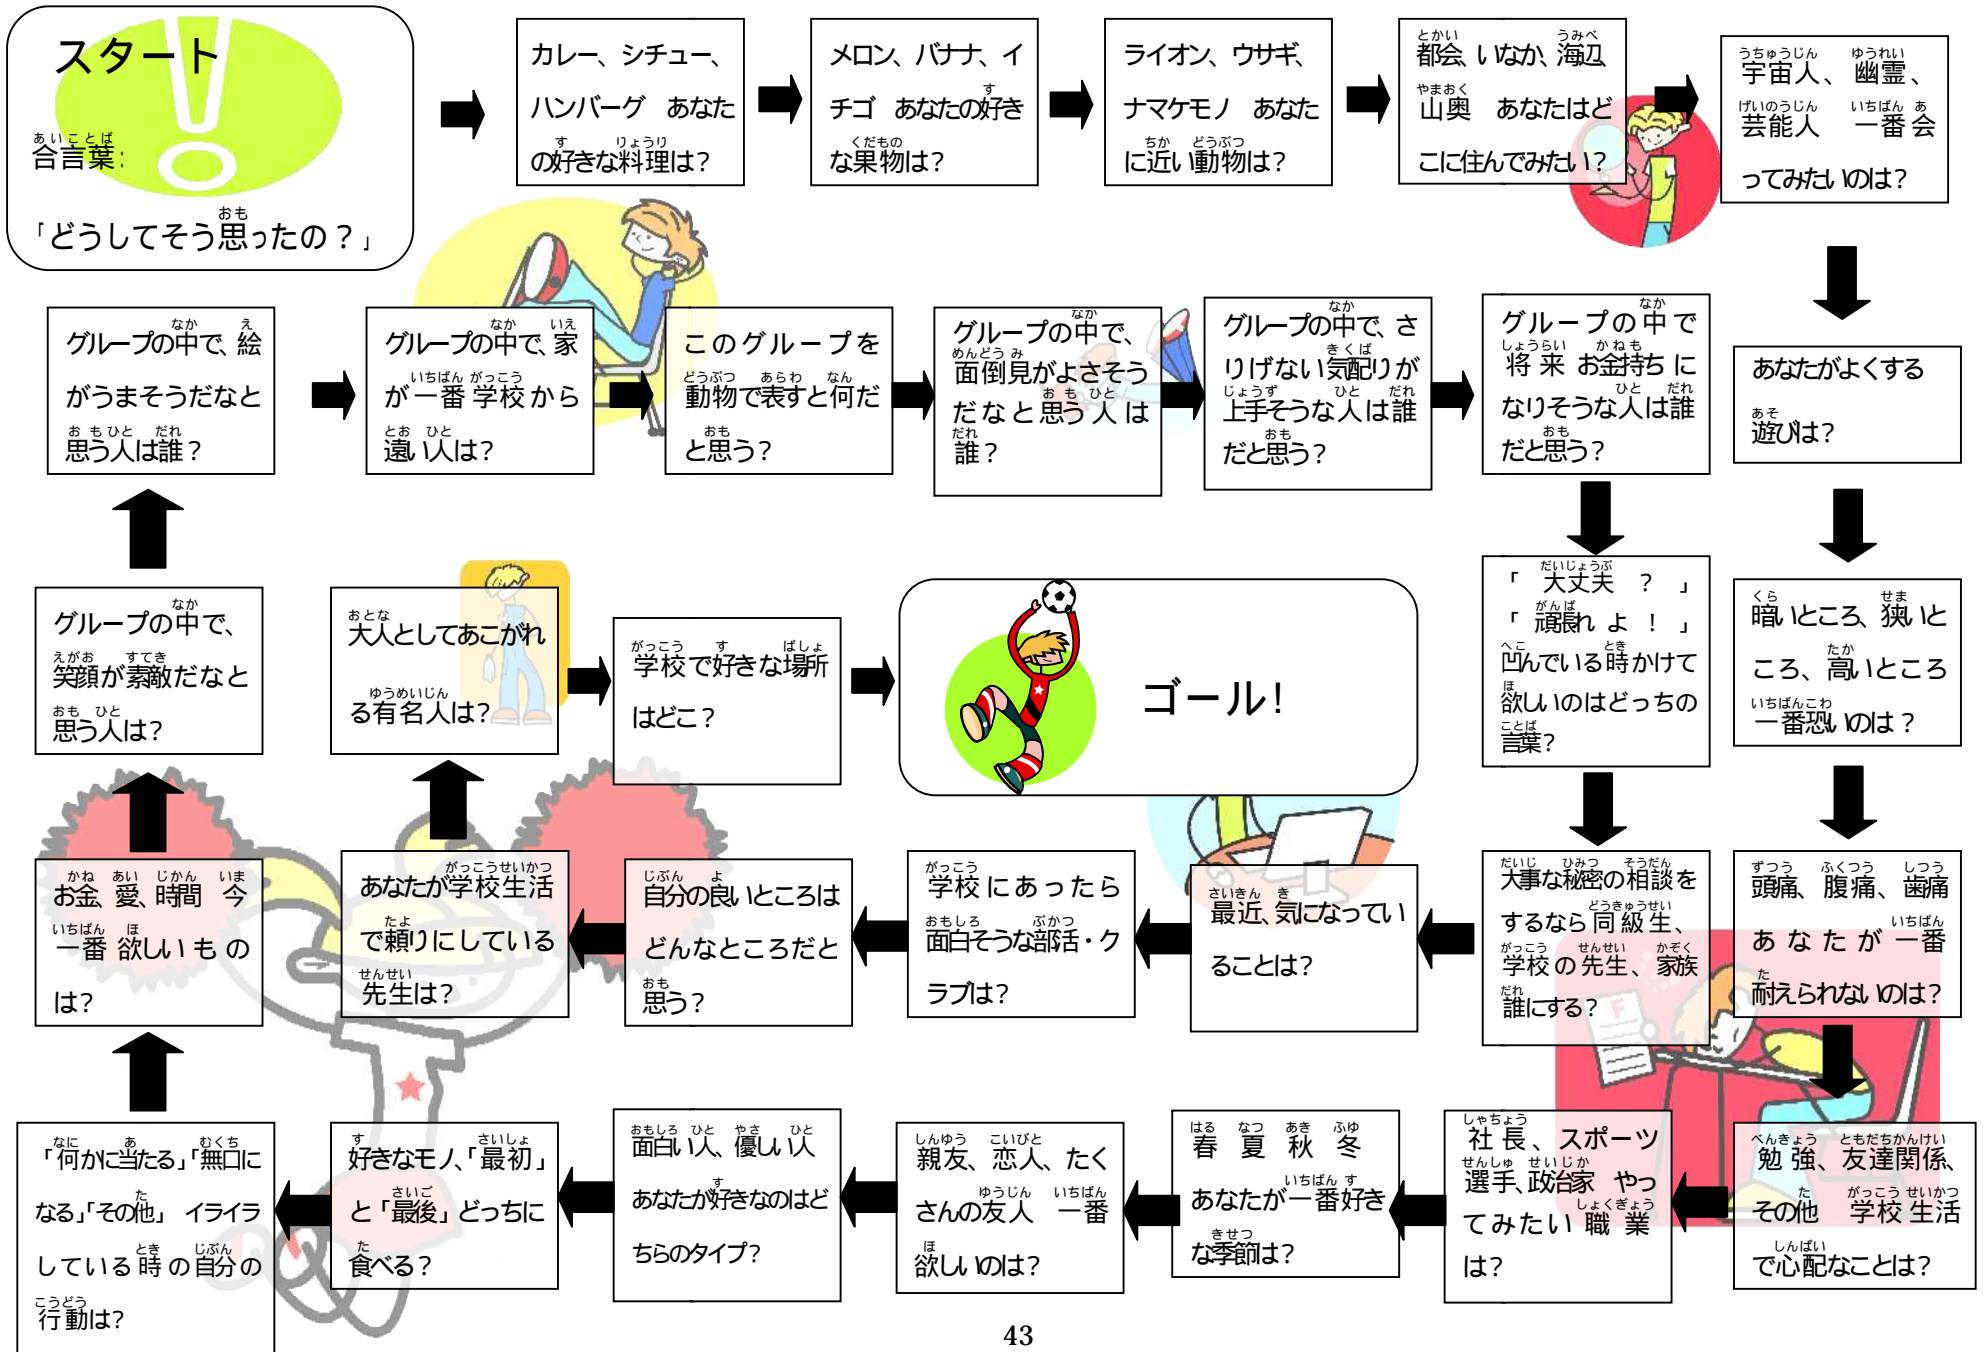 スタート
合言葉:
「どうしてそう思ったの?」
カレー、シチュー、
ハンバーグ　あなた
の好きな料理は?
メロン、バナナ、イ
チゴ　あなたの好き
な果物は?
ライオン、ウサギ、
ナマケモノ　あなた
に近い動物は?
都会、いなか、海辺、
山奥　あなたはど
こに住んでみたい?
宇宙人、幽霊、
芸能人　一番会
ってみたいのは?
あなたがよくする
遊びは?
暗いところ、狭いと
ころ、高いところ
一番恐いのは?
頭痛、腹痛、歯痛
あなたが一番
耐えられないのは?
勉強、友達関係、
その他　学校生活
で心配なことは?
社長、スポーツ
選手、政治家　やっ
てみたい職業
は?
春　夏　秋　冬
あなたが一番好き
な季節は?
親友、恋人、たく
さんの友人　一番
欲しいのは?
面白い人、優しい人
あなたが好きなのはど
ちらのタイプ?
好きなモノ、「最初」
と「最後」どっちに
食べる?
「何かに当たる」「無口に
なる」「その他」　イライラ
している時の自分の
行動は?
お金、愛、時間　今
一番欲しいもの
は?
グループの中で、
笑顔が素敵だなと
思う人は?
グループの中で、絵
がうまそうだなと
思う人は誰?
グループの中で、家
が一番学校から
遠い人は?
このグループを
動物で表すと何だ
と思う?
グループの中で、
面倒見がよさそう
だなと思う人は
誰?
グループの中で、さ
りげない気配りが
上手そうな人は誰
だと思う?
グループの中で
将来お金持ちに
なりそうな人は誰
だと思う?
「大丈夫?」
「頑張れよ!」
凹んでいる時かけて
欲しいのはどっちの
言葉?
大事な秘密の相談を
するなら同級生、
学校の先生、家族
誰にする?
最近、気になってい
ることは?
学校にあったら
面白そうな部活・ク
ラブは?
自分の良いところは
どんなところだと
思う?
あなたが学校生活
で頼りにしている
先生は?
大人としてあこがれ
る有名人は?
学校で好きな場所
はどこ?
ゴール!
F
43